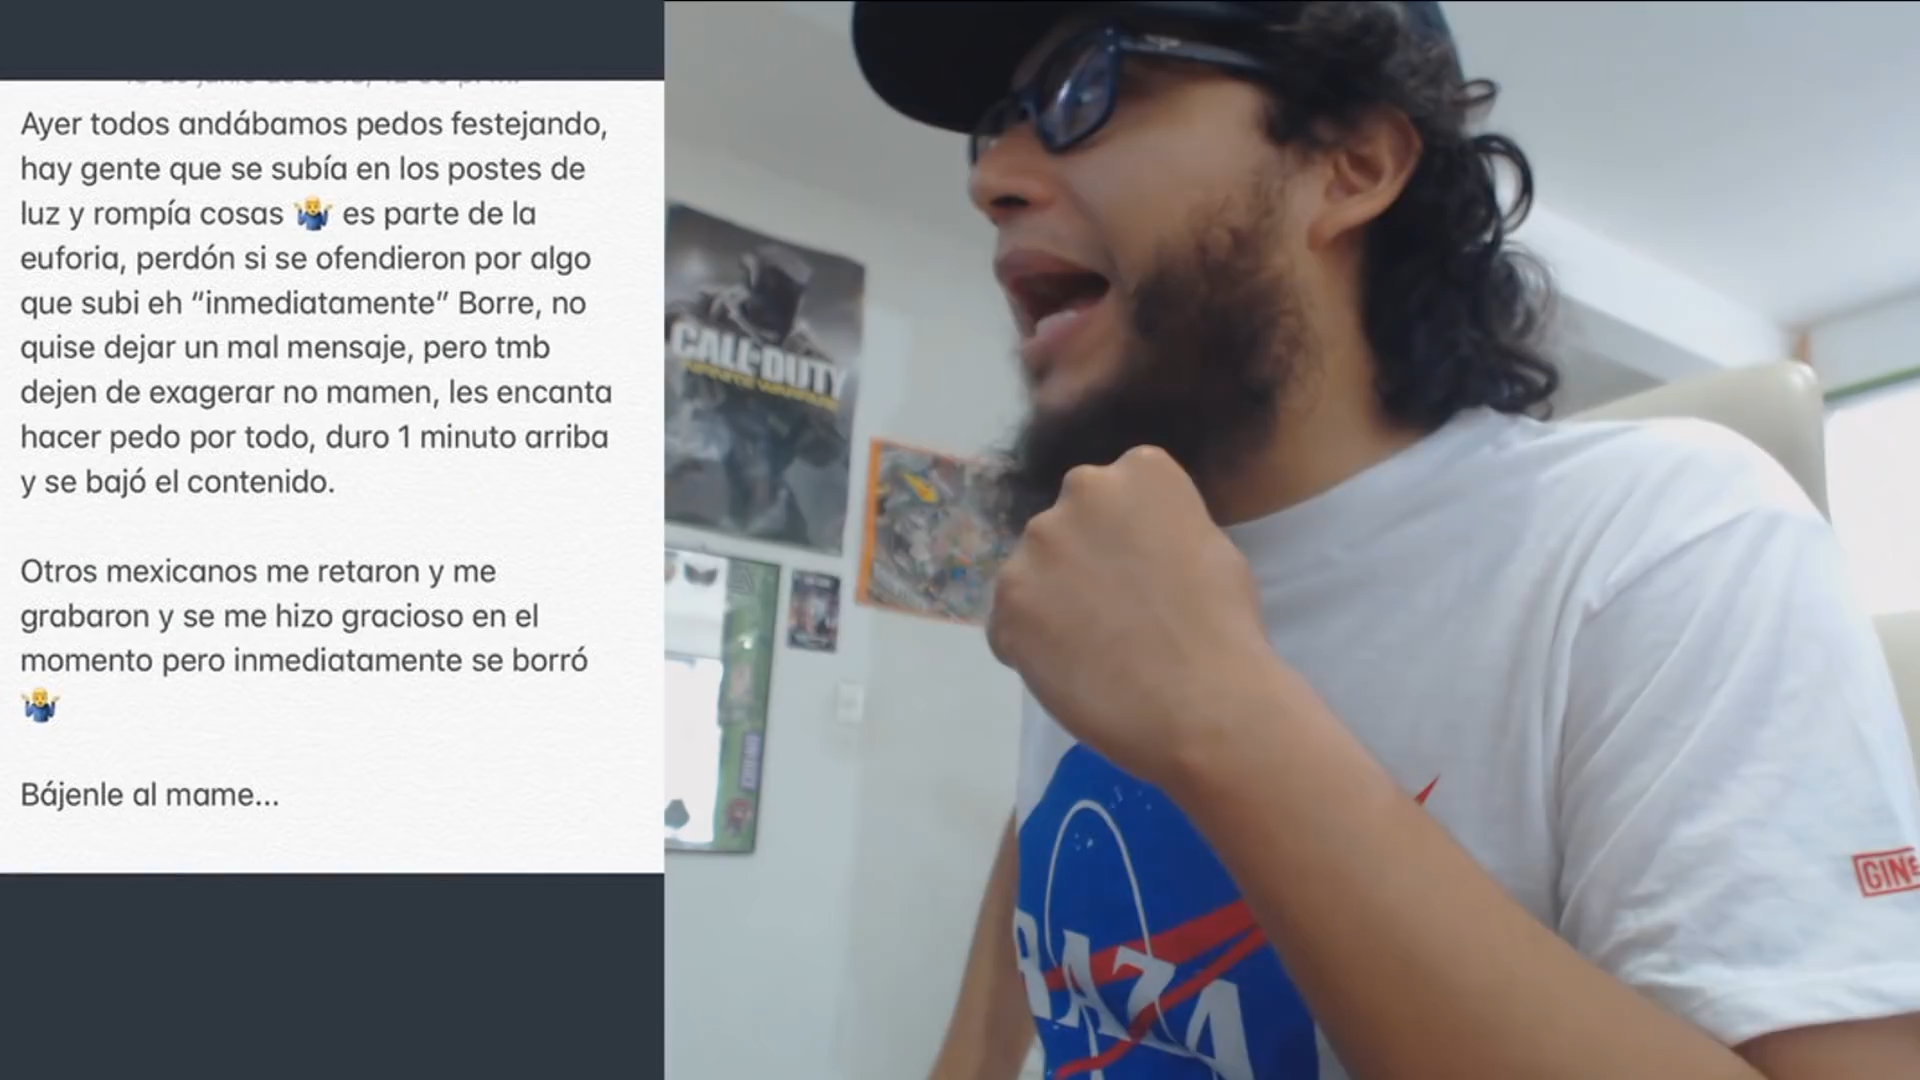 Ayer todos andábamos pedos festejando,
hay gente que se subía en los postes de
luz y rompía cosas 🤷‍♂️ es parte de la
euforia, perdón si se ofendieron por algo
que subi eh “inmediatamente” Borre, no
quise dejar un mal mensaje, pero tmb
dejen de exagerar no mamen, les encanta
hacer pedo por todo, duro 1 minuto arriba
y se bajó el contenido.
Otros mexicanos me retaron y me
grabaron y se me hizo gracioso en el
momento pero inmediatamente se borró
🤷‍♂️
Bájenle al mame...
CALL OF DUTY
INFINITE WARFARE
RAZA